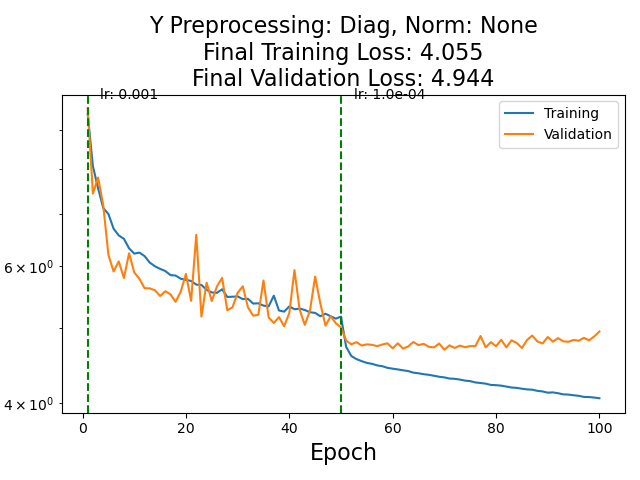 Y Preprocessing: Diag, Norm: None
Final Training Loss: 4.055
Final Validation Loss: 4.944
lr: 0.001
lr: 1.0e-04
Training
Validation
6 × 10⁰
4 × 10⁰
0
20
40
60
80
100
Epoch